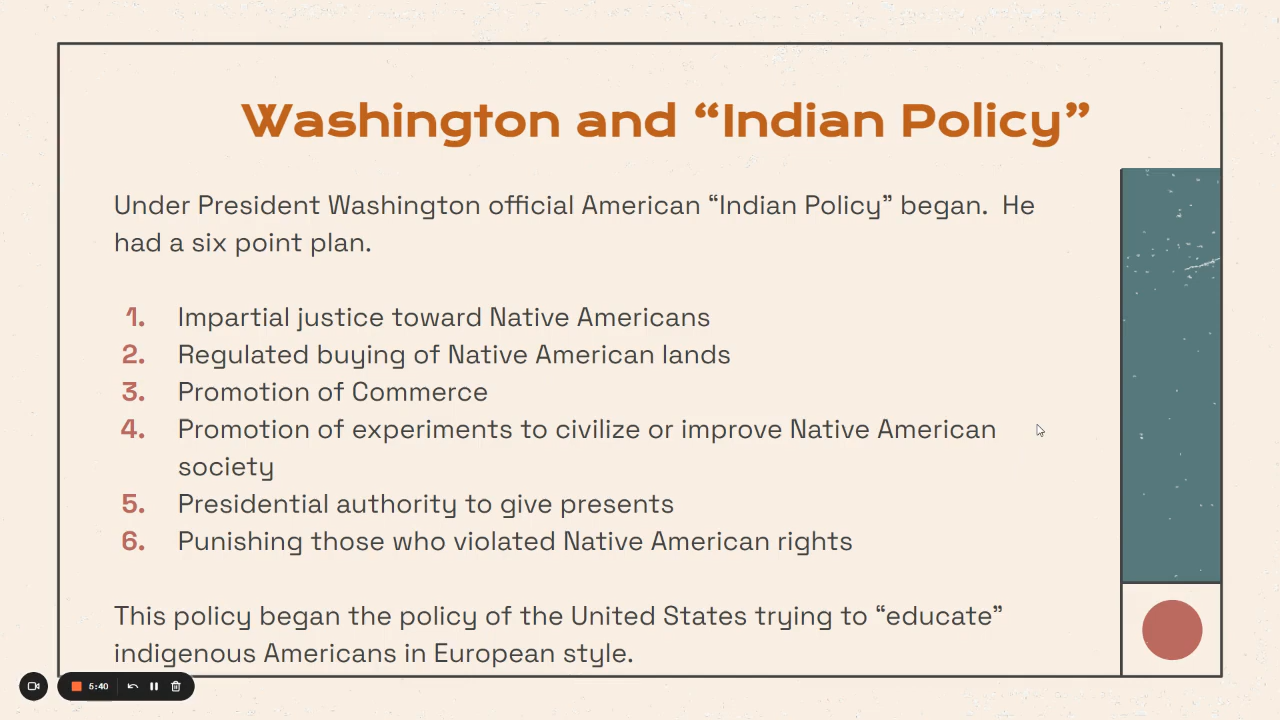 Washington and “Indian Policy”
Under President Washington official American “Indian Policy” began.  He
had a six point plan.
1. Impartial justice toward Native Americans
2. Regulated buying of Native American lands
3. Promotion of Commerce
4. Promotion of experiments to civilize or improve Native American
society
5. Presidential authority to give presents
6. Punishing those who violated Native American rights
This policy began the policy of the United States trying to “educate”
indigenous Americans in European style.
5:40